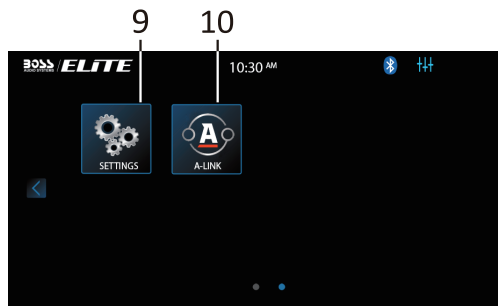 9 10
BOSS AUDIO SYSTEMS / ELITE 10:30 AM
A
SETTINGS A-LINK